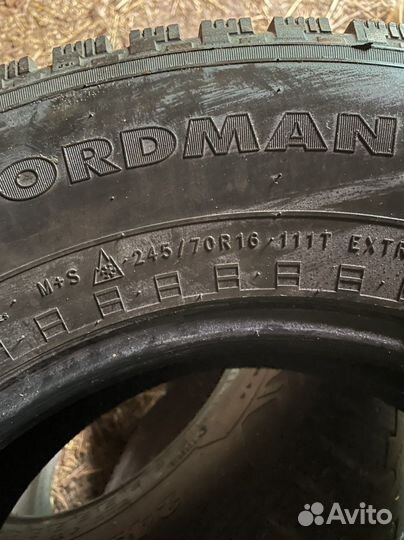 ORDMAN
M+S 245/70R16 111T EXTR
Avito